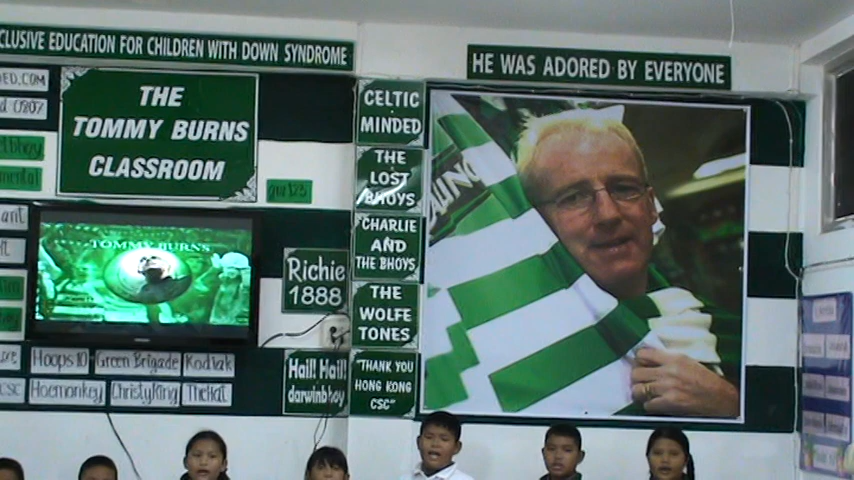 CLUSIVE EDUCATION FOR CHILDREN WITH DOWN SYNDROME
HE WAS ADORED BY EVERYONE
THE
TOMMY BURNS
CLASSROOM
CELTIC
MINDED
THE
LOST
BHOYS
CHARLIE
AND
THE BHOYS
THE
WOLFE
TONES
"THANK YOU
HONG KONG
CSC"
gus123
TOMMY BURNS
Richie
1888
Hail! Hail!
darwinbhoy
Hoops10 Green Brigade Kodiak
Hoemonkey ChristyKing TheHat